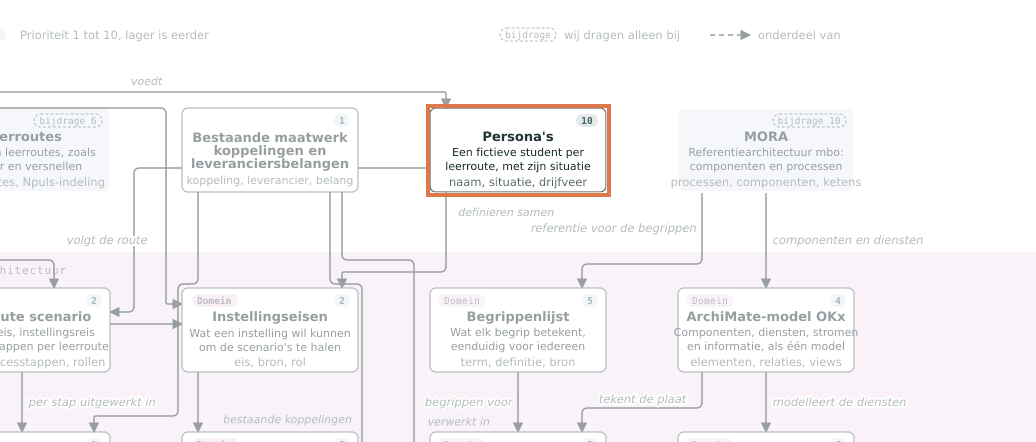 Prioriteit 1 tot 10, lager is eerder
bijdrage wij dragen alleen bij
onderdeel van
voedt
bijdrage 6
erroutes
leerroutes, zoals
r en versnellen
tes, Npuls-indeling
1
Bestaande maatwerk
koppelingen en
leveranciersbelangen
koppeling, leverancier, belang
10
Persona's
Een fictieve student per
leerroute, met zijn situatie
naam, situatie, drijfveer
bijdrage 10
MORA
Referentiearchitectuur mbo:
componenten en processen
processen, componenten, ketens
definieren samen
referentie voor de begrippen
volgt de route
componenten en diensten
hitectuur
2
ute scenario
eis, instellingsreis
appen per leerroute
cesstappen, rollen
Domein 2
Instellingseisen
Wat een instelling wil kunnen
om de scenario's te halen
eis, bron, rol
Domein 5
Begrippenlijst
Wat elk begrip betekent,
eenduidig voor iedereen
term, definitie, bron
Domein 4
ArchiMate-model OKx
Componenten, diensten, stromen
en informatie, als één model
elementen, relaties, views
per stap uitgewerkt in
bestaande koppelingen
begrippen voor
verwerkt in
tekent de plaat
modelleert de diensten